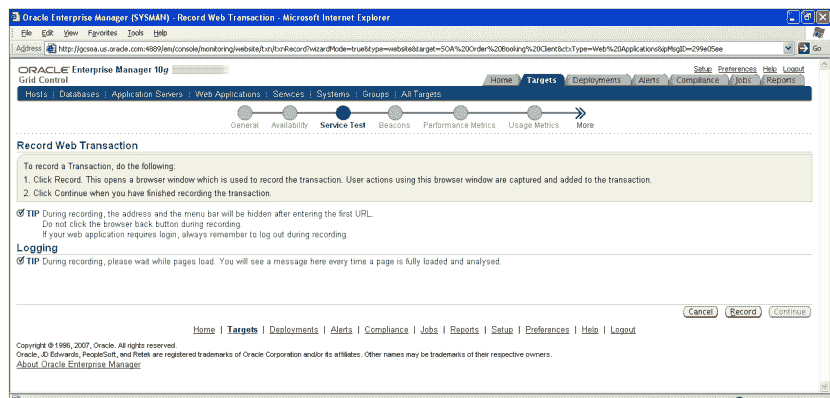 Oracle Enterprise Manager (SYSMAN) - Record Web Transaction - Microsoft Internet Explorer
File Edit View Favorites Tools Help
Address http://gcsoa.us.oracle.com:4889/em/console/monitoring/website/txn/txnRecord?wizardMode=true&type=website&target=SOA%20Order%20Booking%20Client&ctxType=Web%20Applications&ipMsgID=299e05ee Go
ORACLE Enterprise Manager 10g
Setup Preferences Help Logout
Grid Control
Home Targets Deployments Alerts Compliance Jobs Reports
Hosts | Databases | Application Servers | Web Applications | Services | Systems | Groups | All Targets
General Availability Service Test Beacons Performance Metrics Usage Metrics More
Record Web Transaction
To record a Transaction, do the following:
1. Click Record. This opens a browser window which is used to record the transaction. User actions using this browser window are captured and added to the transaction.
2. Click Continue when you have finished recording the transaction.
TIP During recording, the address and the menu bar will be hidden after entering the first URL.
Do not click the browser back button during recording.
If your web application requires login, always remember to log out during recording.
Logging
TIP During recording, please wait while pages load. You will see a message here every time a page is fully loaded and analysed.
Cancel Record Continue
Home | Targets | Deployments | Alerts | Compliance | Jobs | Reports | Setup | Preferences | Help | Logout
Copyright © 1996, 2007, Oracle. All rights reserved.
Oracle, JD Edwards, PeopleSoft, and Retek are registered trademarks of Oracle Corporation and/or its affiliates. Other names may be trademarks of their respective owners.
About Oracle Enterprise Manager